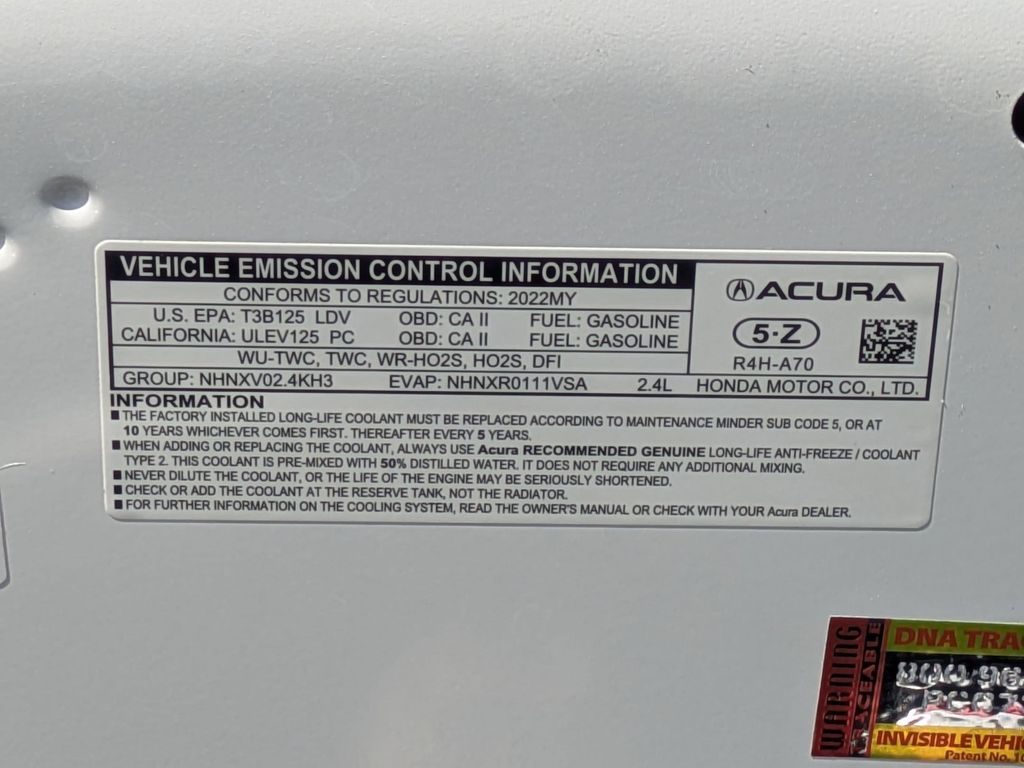 VEHICLE EMISSION CONTROL INFORMATION
CONFORMS TO REGULATIONS: 2022MY
U.S. EPA: T3B125 LDV OBD: CA II FUEL: GASOLINE
CALIFORNIA: ULEV125 PC OBD: CA II FUEL: GASOLINE
WU-TWC, TWC, WR-HO2S, HO2S, DFI
GROUP: NHNXV02.4KH3 EVAP: NHNXR0111VSA 2.4L
ACURA
5·Z
R4H-A70
HONDA MOTOR CO., LTD.
INFORMATION
■ THE FACTORY INSTALLED LONG-LIFE COOLANT MUST BE REPLACED ACCORDING TO MAINTENANCE MINDER SUB CODE 5, OR AT
10 YEARS WHICHEVER COMES FIRST. THEREAFTER EVERY 5 YEARS.
■ WHEN ADDING OR REPLACING THE COOLANT, ALWAYS USE Acura RECOMMENDED GENUINE LONG-LIFE ANTI-FREEZE / COOLANT
TYPE 2. THIS COOLANT IS PRE-MIXED WITH 50% DISTILLED WATER. IT DOES NOT REQUIRE ANY ADDITIONAL MIXING.
■ NEVER DILUTE THE COOLANT, OR THE LIFE OF THE ENGINE MAY BE SERIOUSLY SHORTENED.
■ CHECK OR ADD THE COOLANT AT THE RESERVE TANK, NOT THE RADIATOR.
■ FOR FURTHER INFORMATION ON THE COOLING SYSTEM, READ THE OWNER'S MANUAL OR CHECK WITH YOUR Acura DEALER.
WARNING
TRACEABLE
DNA TRA
INVISIBLE VEHI
Patent No.